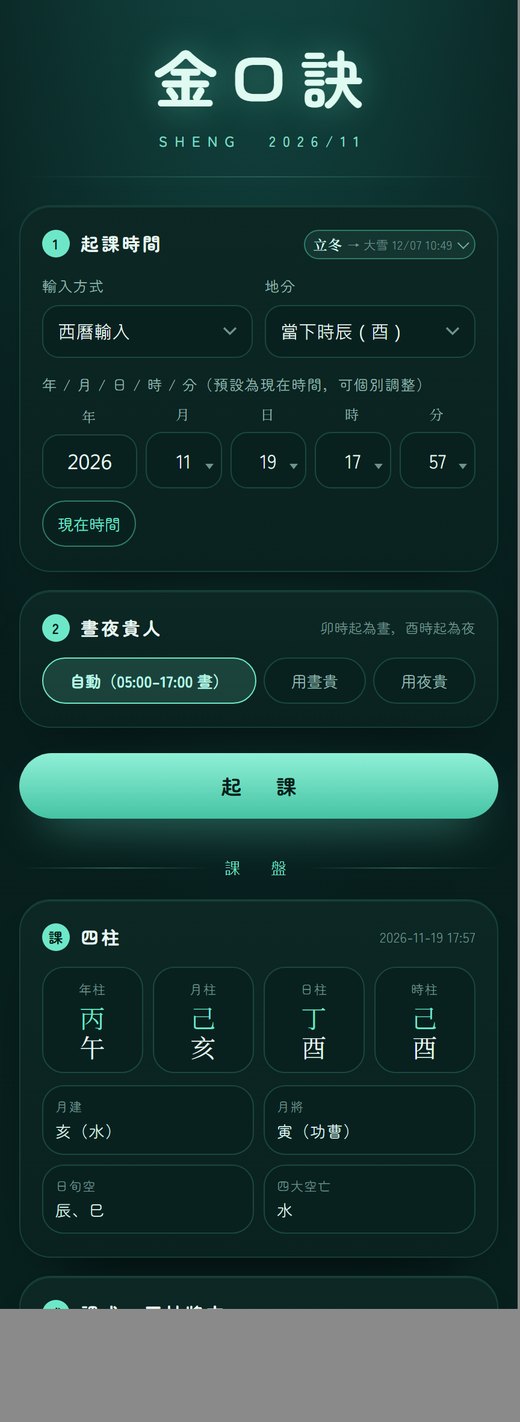 金口訣
SHENG 2026/11
1 起課時間
立冬 → 大雪 12/07 10:49
輸入方式 地分
西曆輸入 當下時辰（酉）
年 / 月 / 日 / 時 / 分（預設為現在時間，可個別調整）
年 月 日 時 分
2026 11 19 17 57
現在時間
2 晝夜貴人
卯時起為晝，酉時起為夜
自動（05:00–17:00 晝） 用晝貴 用夜貴
起 課
課 盤
課 四柱
2026-11-19 17:57
年柱 月柱 日柱 時柱
丙 己 丁 己
午 亥 酉 酉
月建 月將
亥（水） 寅（功曹）
日旬空 四大空亡
辰、巳 水